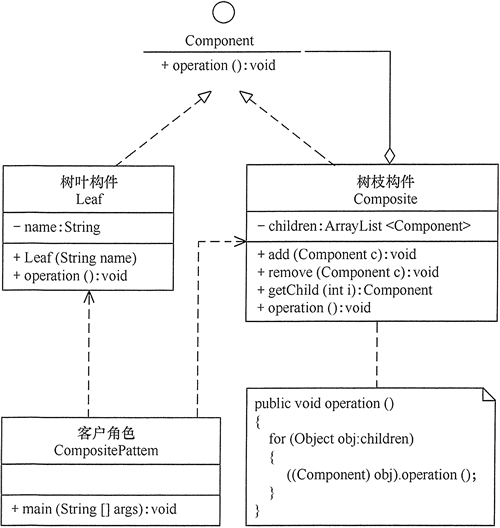 Component
+ operation ():void
树叶构件
Leaf
- name:String
+ Leaf (String name)
+ operation ():void
树枝构件
Composite
- children:ArrayList <Component>
+ add (Component c):void
+ remove (Component c):void
+ getChild (int i):Component
+ operation ():void
客户角色
CompositePattem
+ main (String [] args):void
public void operation ()
{
for (Object obj:children)
{
((Component) obj).operation ();
}
}